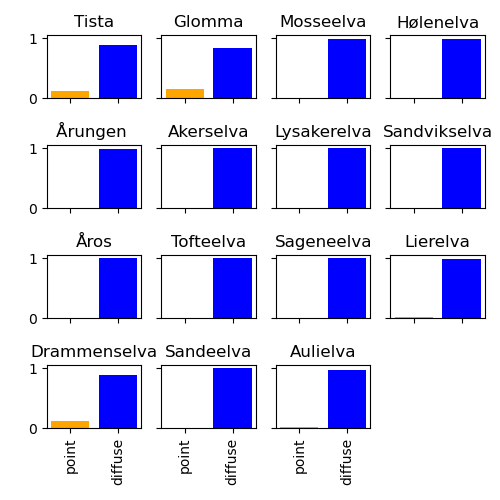 Tista Glomma Mosseelva Hølenelva
1
0
Årungen Akerselva Lysakerelva Sandvikselva
1
0
Åros Tofteelva Sageneelva Lierelva
1
0
Drammenselva Sandeelva Aulielva
1
0
point diffuse point diffuse point diffuse